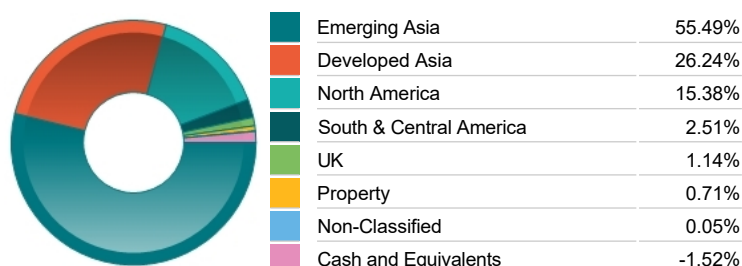 Emerging Asia 55.49%
Developed Asia 26.24%
North America 15.38%
South & Central America 2.51%
UK 1.14%
Property 0.71%
Non-Classified 0.05%
Cash and Equivalents -1.52%